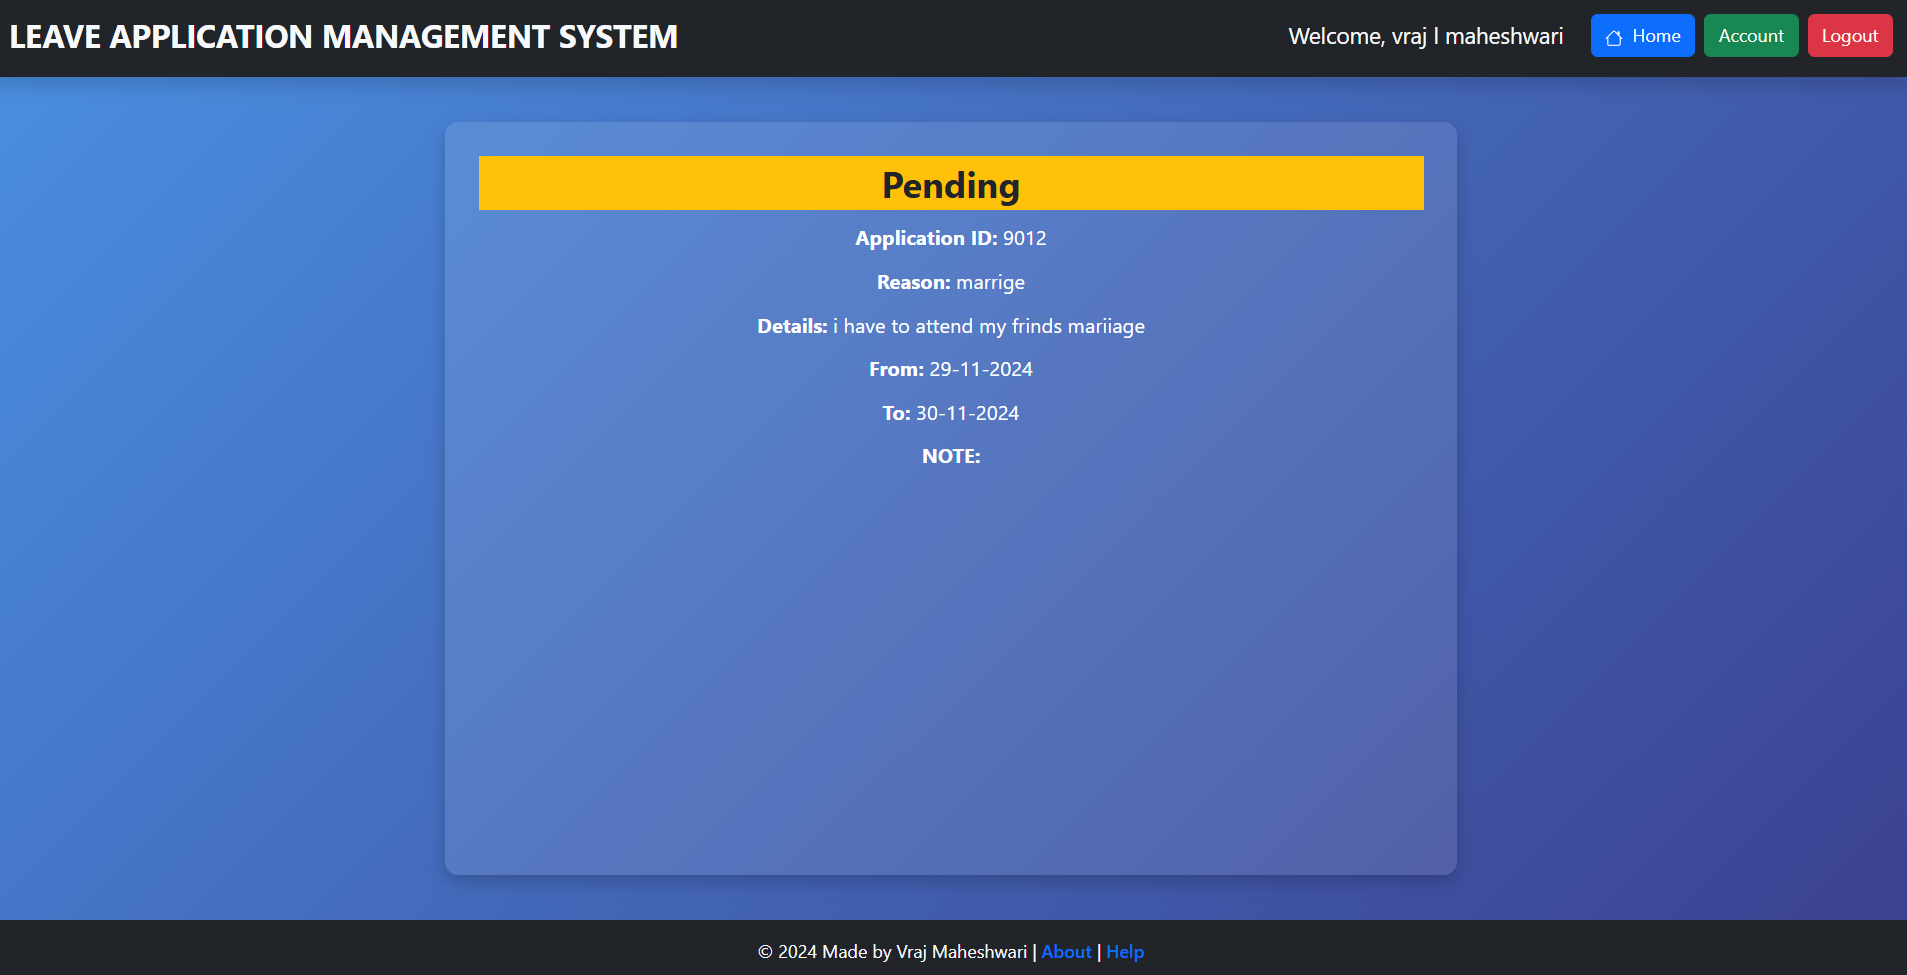 LEAVE APPLICATION MANAGEMENT SYSTEM
Welcome, vraj l maheshwari
Home
Account
Logout
Pending
Application ID: 9012
Reason: marrige
Details: i have to attend my frinds mariiage
From: 29-11-2024
To: 30-11-2024
NOTE:
© 2024 Made by Vraj Maheshwari | About | Help